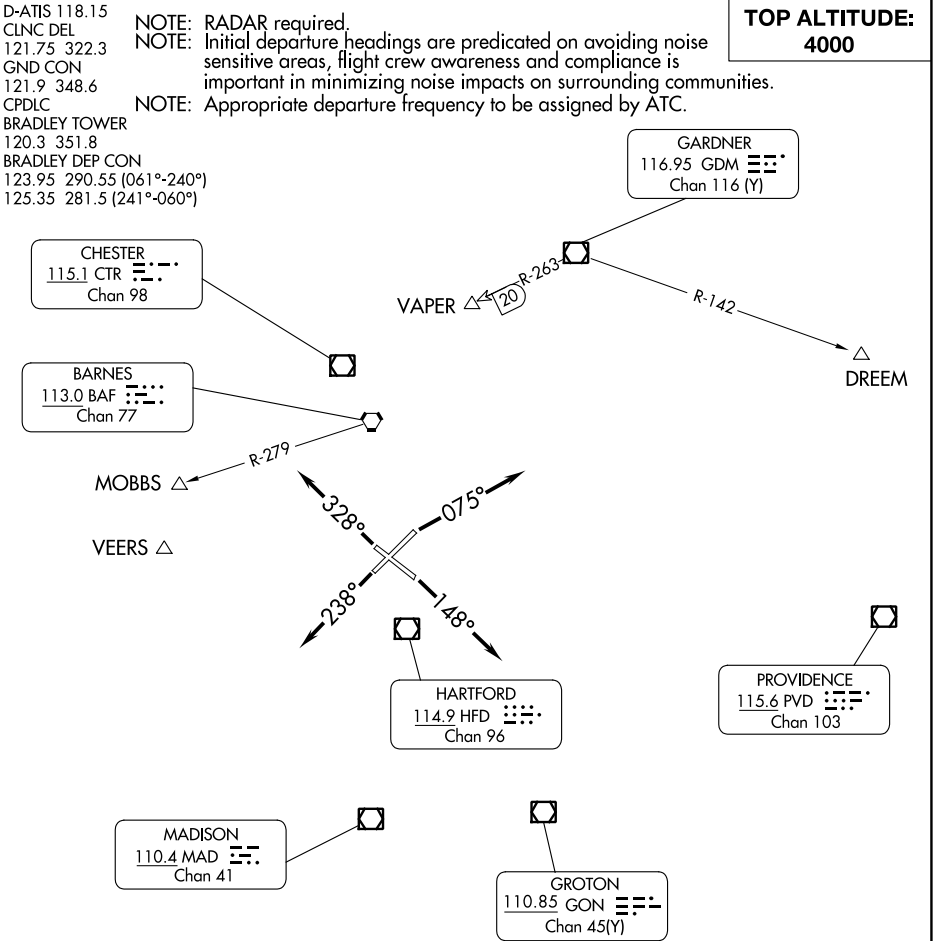 D-ATIS 118.15
CLNC DEL
121.75 322.3
GND CON
121.9 348.6
CPDLC
BRADLEY TOWER
120.3 351.8
BRADLEY DEP CON
123.95 290.55 (061°-240°)
125.35 281.5 (241°-060°)
NOTE: RADAR required.
NOTE: Initial departure headings are predicated on avoiding noise
sensitive areas, flight crew awareness and compliance is
important in minimizing noise impacts on surrounding communities.
NOTE: Appropriate departure frequency to be assigned by ATC.
TOP ALTITUDE:
4000
GARDNER
116.95 GDM
Chan 116 (Y)
CHESTER
115.1 CTR
Chan 98
R-263
20
VAPER
R-142
DREEM
BARNES
113.0 BAF
Chan 77
R-279
MOBBS
VEERS
328°
075°
238°
148°
HARTFORD
114.9 HFD
Chan 96
PROVIDENCE
115.6 PVD
Chan 103
MADISON
110.4 MAD
Chan 41
GROTON
110.85 GON
Chan 45(Y)